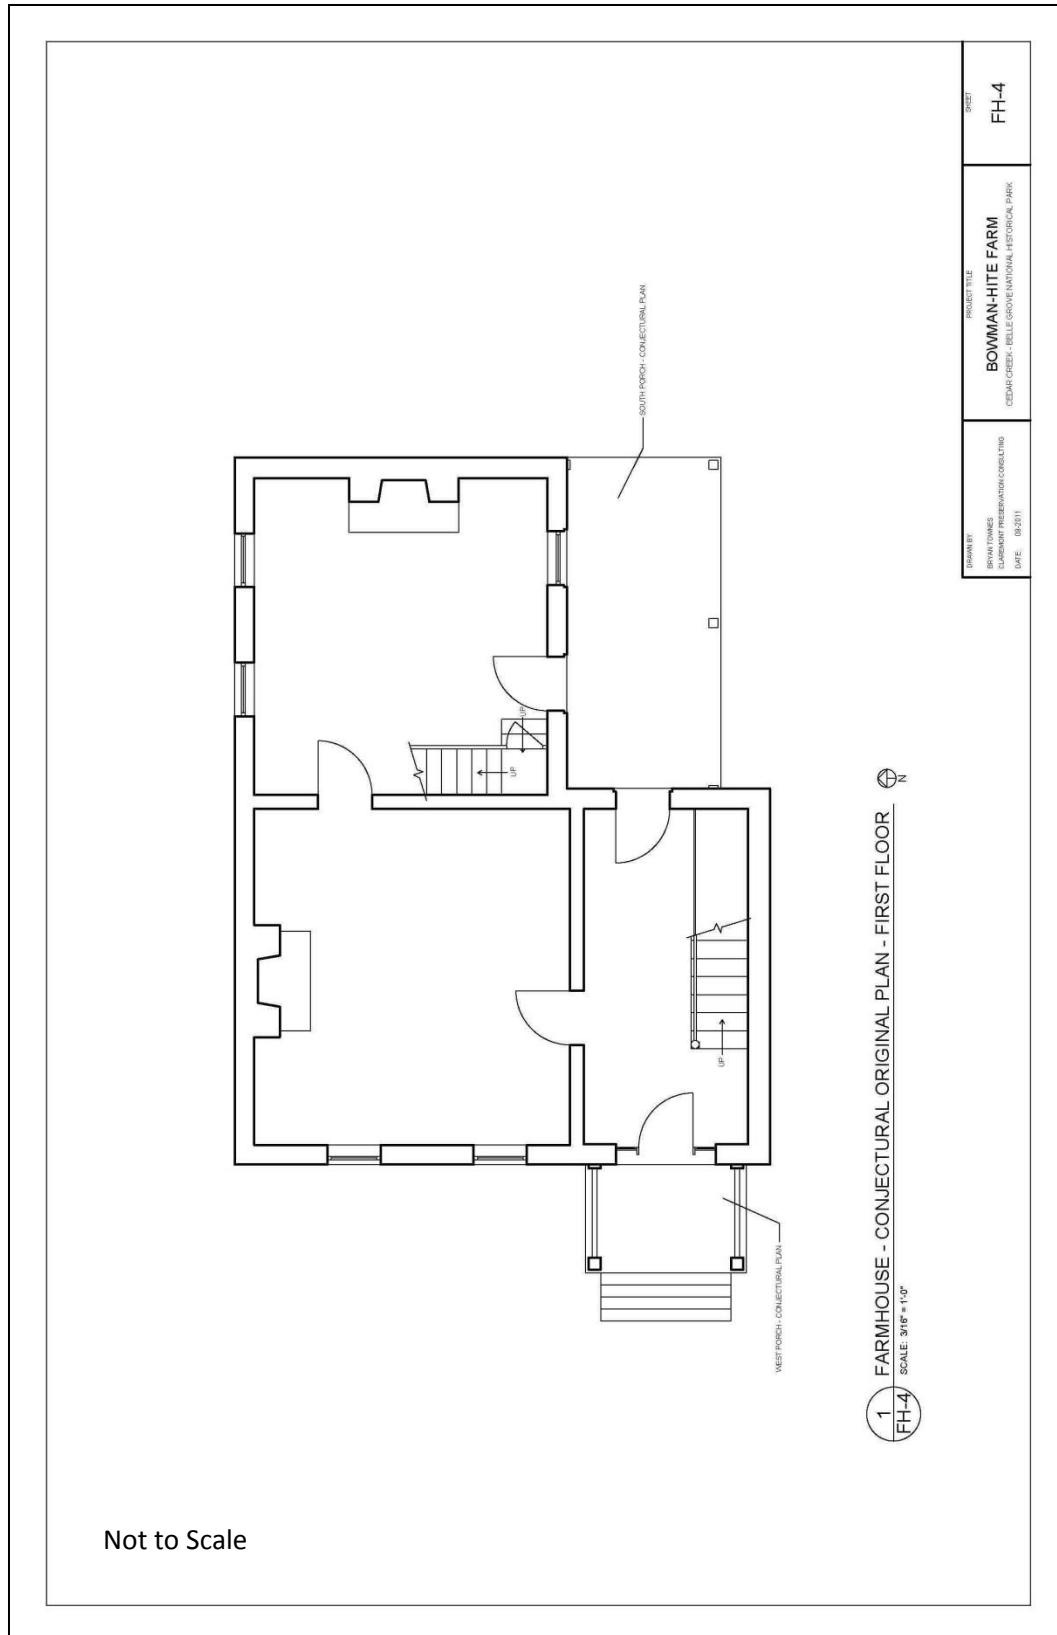 SHEET
FH-4
PROJECT TITLE
BOWMAN-HITE FARM
CEDAR CREEK - BELLE GROVE NATIONAL HISTORICAL PARK
DRAWN BY:
BRYAN TOWNES
CLAREMONT PRESERVATION CONSULTING
DATE: 09-2011
SOUTH PORCH - CONJECTURAL PLAN
UP
UP
UP
WEST PORCH - CONJECTURAL PLAN
N
1
FH-4
FARMHOUSE - CONJECTURAL ORIGINAL PLAN - FIRST FLOOR
SCALE: 3/16" = 1'-0"
Not to Scale